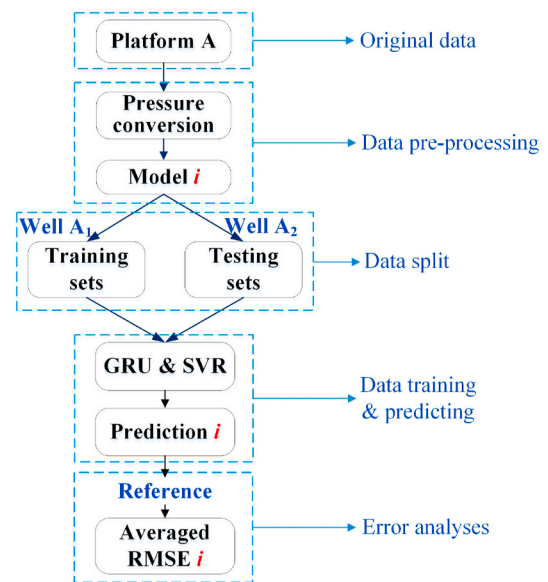 Platform A
Original data
Pressure
conversion
Data pre-processing
Model i
Well A1
Well A2
Training
sets
Testing
sets
Data split
GRU & SVR
Data training
& predicting
Prediction i
Reference
Averaged
RMSE i
Error analyses